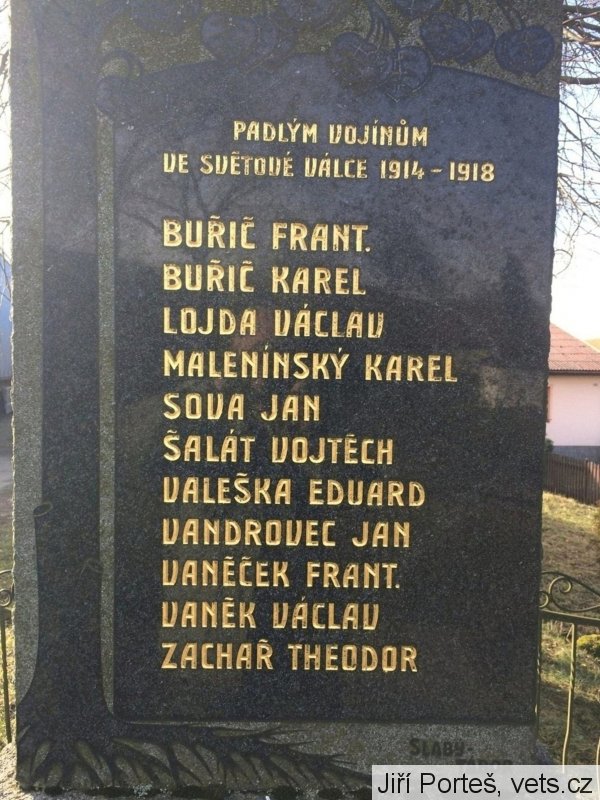 PADLÝM VOJÍNŮM
VE SVĚTOVÉ VÁLCE 1914 - 1918
BUŘIČ FRANT.
BUŘIČ KAREL
LOJDA VÁCLAV
MALENÍNSKÝ KAREL
SOVA JAN
ŠALÁT VOJTĚCH
VALEŠKA EDUARD
VANDROVEC JAN
VANĚČEK FRANT.
VANĚK VÁCLAV
ZACHAŘ THEODOR
SLABÝ
Jiří Porteš, vets.cz